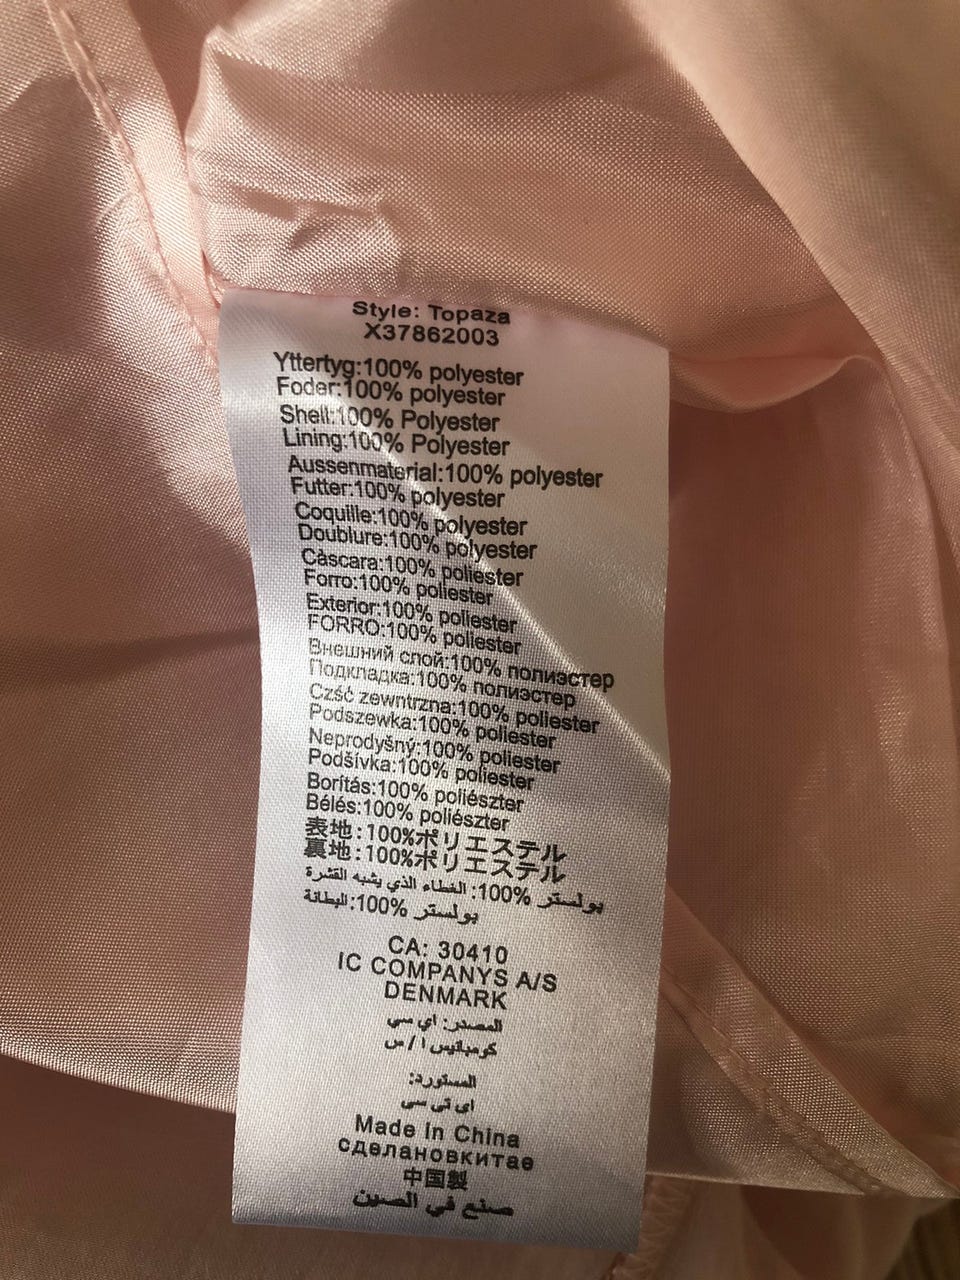 Style: Topaza
X37862003
Yttertyg:100% polyester
Foder:100% polyester
Shell:100% Polyester
Lining:100% Polyester
Aussenmaterial:100% polyester
Futter:100% polyester
Coquille:100% polyester
Doublure:100% polyester
Càscara:100% poliester
Forro:100% poliester
Exterior:100% poliester
FORRO:100% poliester
Внешний слой:100% полиэстер
Подкладка:100% полиэстер
Czść zewntrzna:100% poliester
Podszewka:100% poliester
Neprodyšný:100% poliester
Podšívka:100% poliester
Borítás:100% poliészter
Bélés:100% poliészter
表地:100%ポリエステル
裏地:100%ポリエステル
بولستر 100%: الغطاء الذي يشبه القشرة
بولستر 100%:البطانة
CA: 30410
IC COMPANYS A/S
DENMARK
المصدر: اي سي
كومبانيس ا / س
المستورد:
اي تي سي
Made In China
сделановкитае
中国製
صنع في الصين